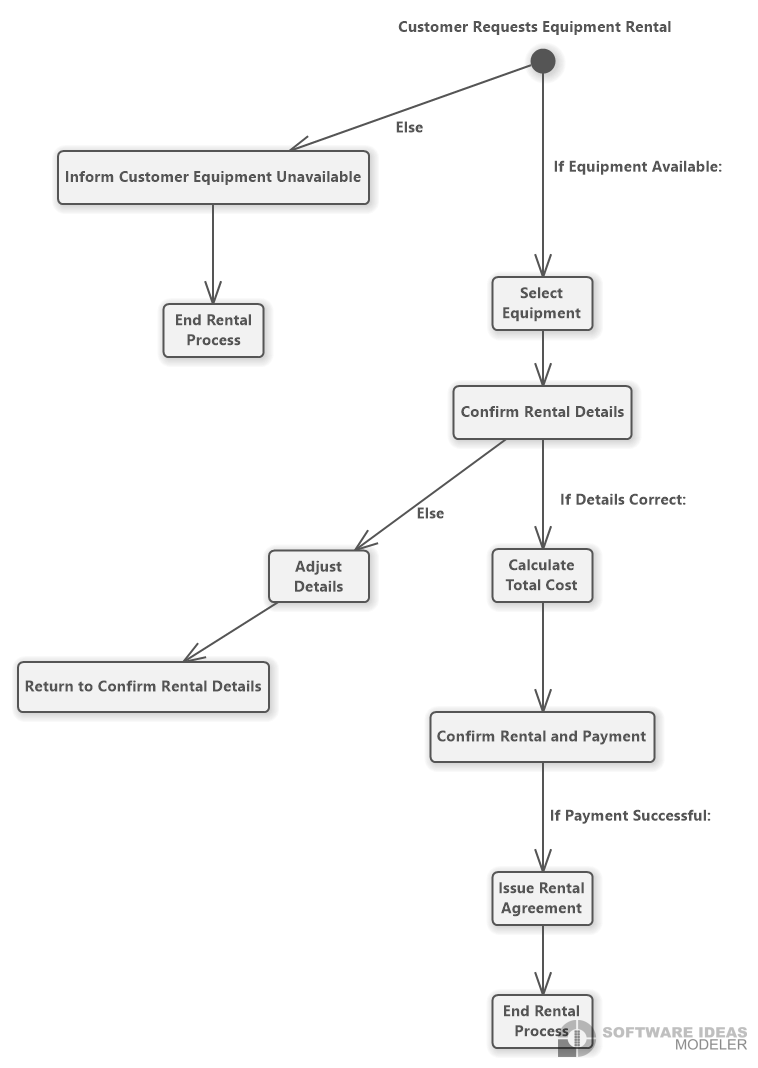 Customer Requests Equipment Rental
Else
If Equipment Available:
Inform Customer Equipment Unavailable
Select
Equipment
End Rental
Process
Confirm Rental Details
If Details Correct:
Else
Adjust
Details
Calculate
Total Cost
Return to Confirm Rental Details
Confirm Rental and Payment
If Payment Successful:
Issue Rental
Agreement
End Rental
Process
SOFTWARE IDEAS
MODELER